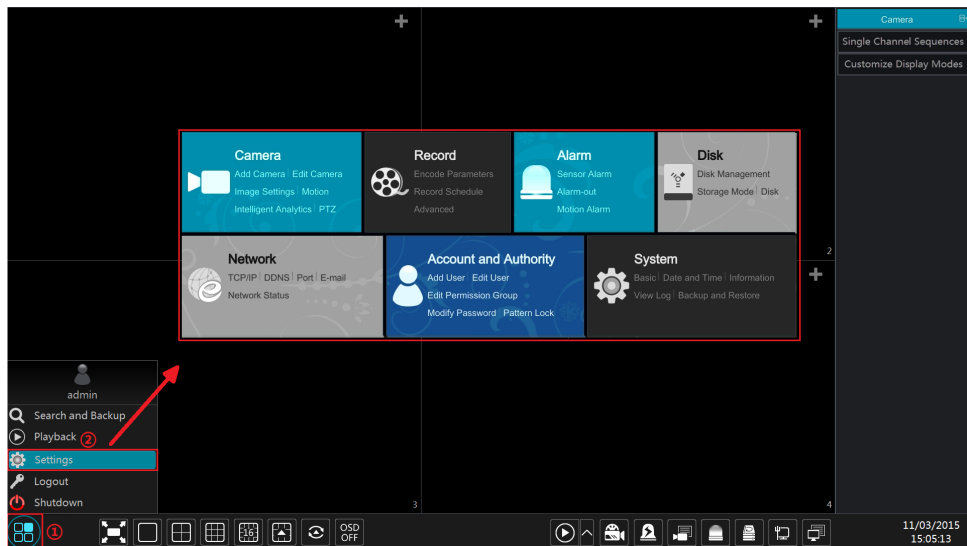 Camera
Single Channel Sequences
Customize Display Modes
Camera
Add Camera Edit Camera
Image Settings Motion
Intelligent Analytics PTZ
Record
Encode Parameters
Record Schedule
Advanced
Alarm
Sensor Alarm
Alarm-out
Motion Alarm
Disk
Disk Management
Storage Mode Disk
Network
TCP/IP DDNS Port E-mail
Network Status
Account and Authority
Add User Edit User
Edit Permission Group
Modify Password Pattern Lock
System
Basic Date and Time Information
View Log Backup and Restore
2
admin
Search and Backup
Playback ②
Settings
Logout
Shutdown
3
4
①
16
OSD
OFF
11/03/2015
15:05:13